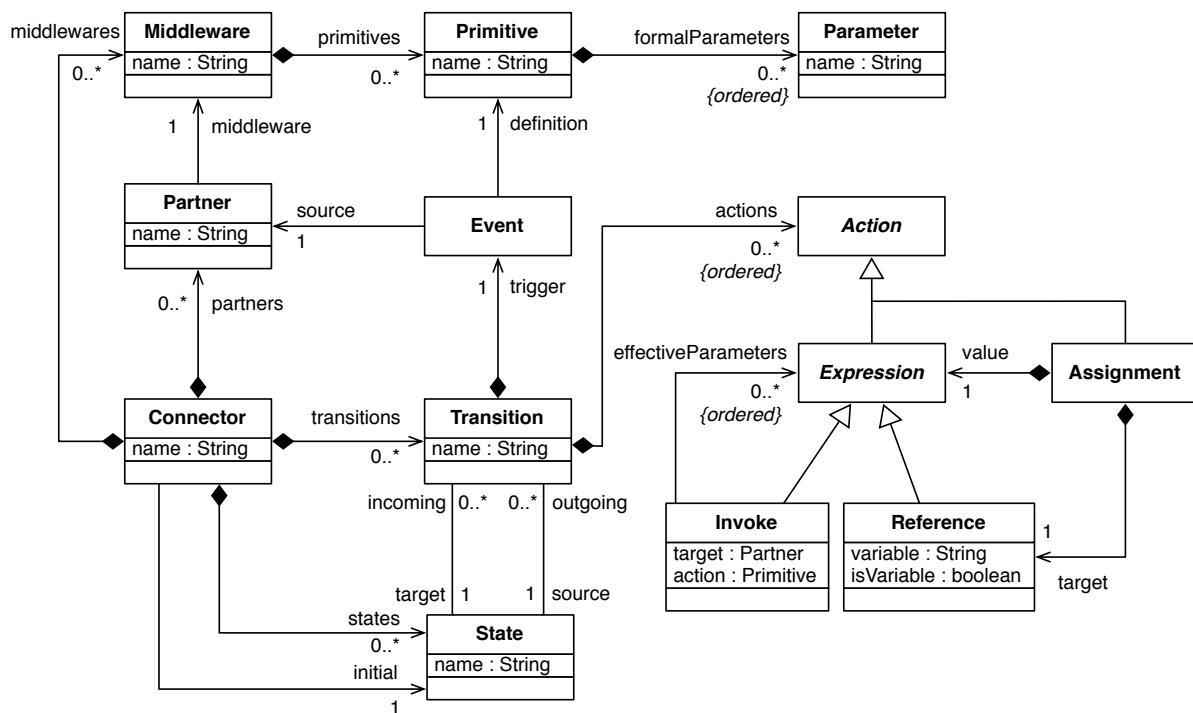 middlewares
0..*
Middleware
name : String
primitives
0..*
Primitive
name : String
formalParameters
0..*
{ordered}
Parameter
name : String
1
middleware
1
definition
Partner
name : String
source
1
Event
actions
0..*
{ordered}
Action
0..*
partners
1
trigger
effectiveParameters
0..*
{ordered}
Expression
value
1
Assignment
Connector
name : String
transitions
0..*
Transition
name : String
incoming
0..*
0..*
outgoing
Invoke
target : Partner
action : Primitive
Reference
variable : String
isVariable : boolean
1
target
target
1
1
source
states
0..*
State
name : String
initial
1